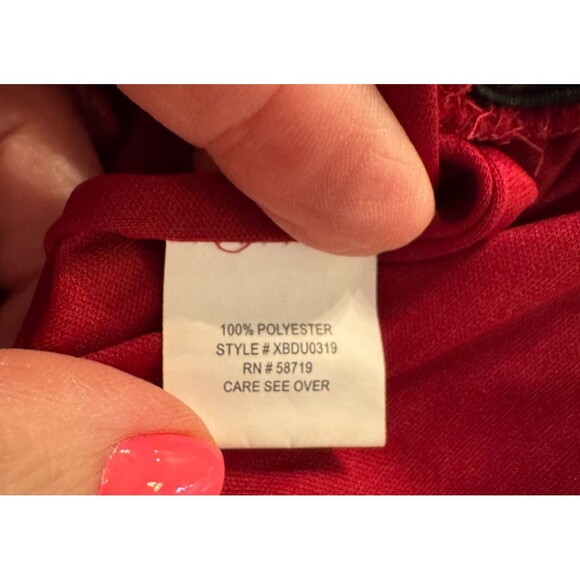 100% POLYESTER
STYLE # XBDU0319
RN # 58719
CARE SEE OVER